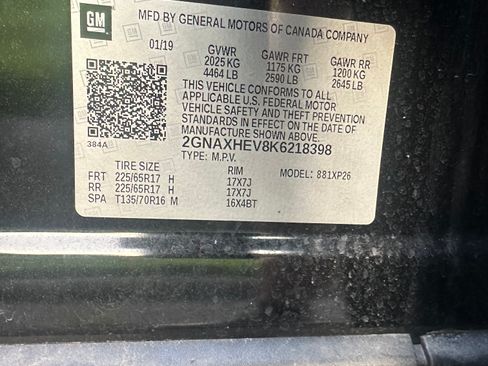 GM
MFD BY GENERAL MOTORS OF CANADA COMPANY
01/19 GVWR GAWR FRT GAWR RR
2025 KG 1175 KG 1200 KG
4464 LB 2590 LB 2645 LB
THIS VEHICLE CONFORMS TO ALL
APPLICABLE U.S. FEDERAL MOTOR
VEHICLE SAFETY AND THEFT PREVENTION
STANDARDS IN EFFECT ON THE DATE OF
MANUFACTURE SHOWN ABOVE.
384A 2GNAXHEV8K6218398
TYPE: M.P.V.
TIRE SIZE RIM MODEL: 881XP26
FRT 225/65R17 H 17X7J
RR 225/65R17 H 17X7J
SPA T135/70R16 M 16X4BT